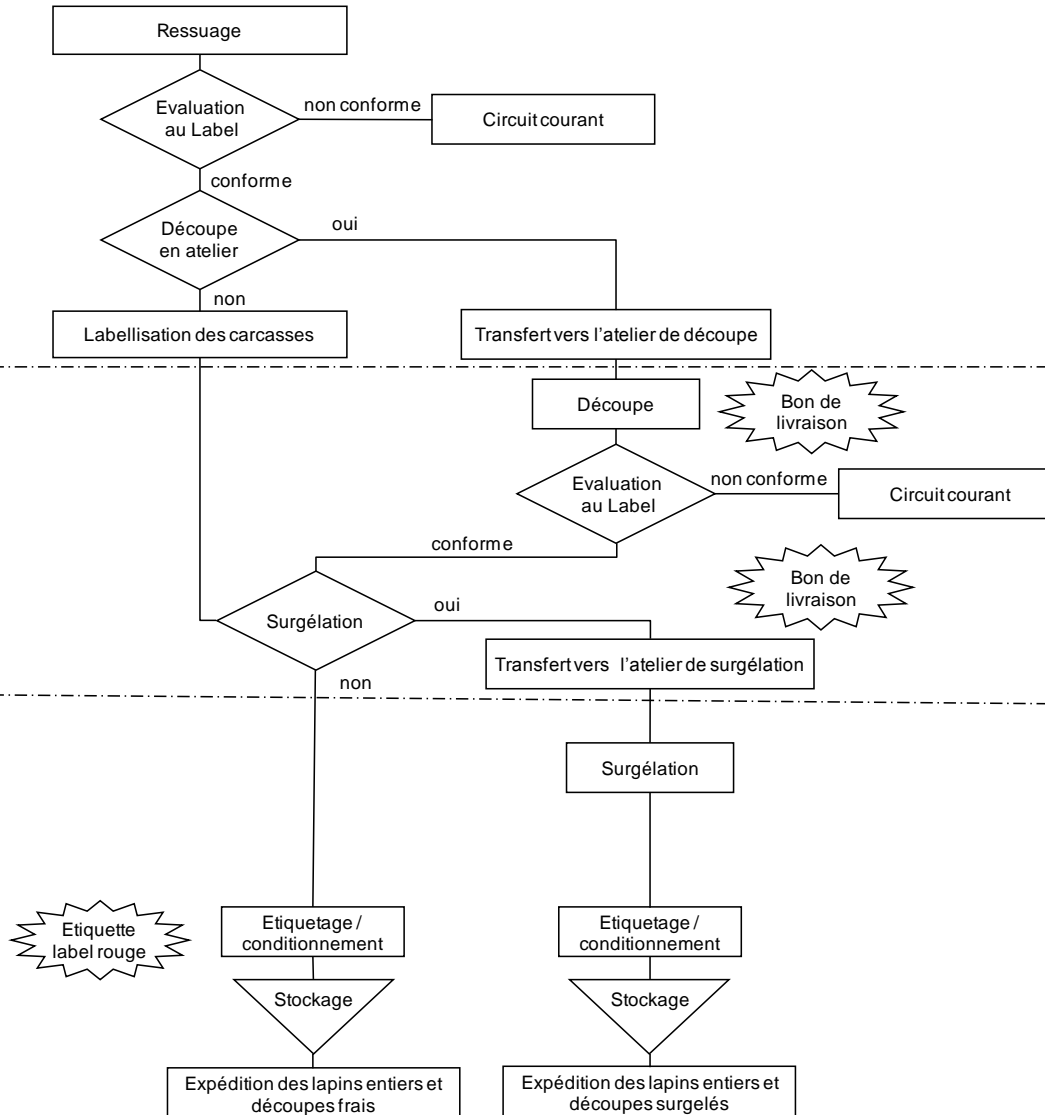 Ressuage
Evaluation
au Label
non conforme
Circuit courant
conforme
Découpe
en atelier
oui
non
Labellisation des carcasses
Transfert vers l'atelier de découpe
Découpe
Bon de
livraison
Evaluation
au Label
non conforme
Circuit courant
conforme
Bon de
livraison
Surgélation
oui
Transfert vers l'atelier de surgélation
non
Surgélation
Etiquette
label rouge
Etiquetage /
conditionnement
Etiquetage /
conditionnement
Stockage
Stockage
Expédition des lapins entiers et
découpes frais
Expédition des lapins entiers et
découpes surgelés